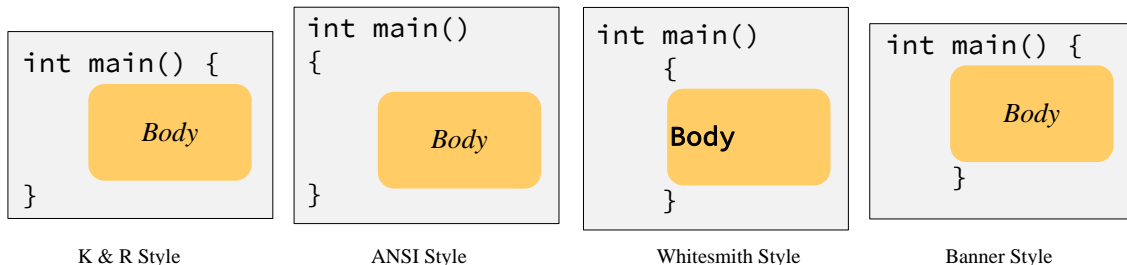 int main() {
Body
}
K & R Style
int main()
{
Body
}
ANSI Style
int main()
{
Body
}
Whitesmith Style
int main() {
Body
}
Banner Style